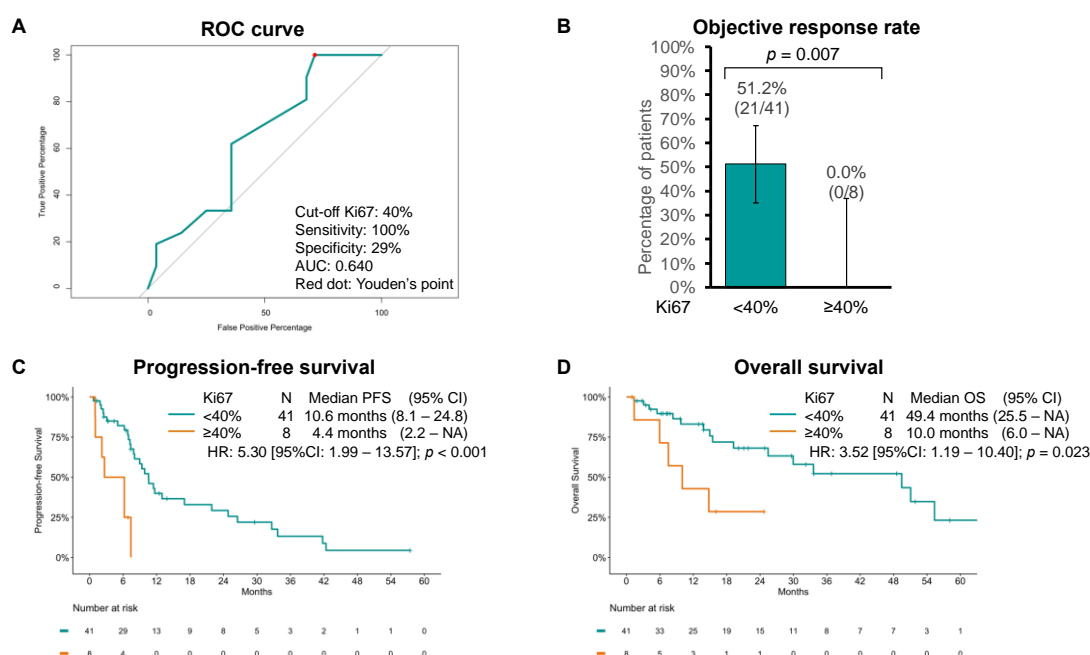 A
ROC curve
100
80
60
40
20
0
True Positive Percentage
Cut-off Ki67: 40%
Sensitivity: 100%
Specificity: 29%
AUC: 0.640
Red dot: Youden's point
0 50 100
False Positive Percentage
B
Objective response rate
p = 0.007
100%
90%
80%
70%
60%
50%
40%
30%
20%
10%
0%
Percentage of patients
51.2%
(21/41)
0.0%
(0/8)
Ki67 <40% ≥40%
C
Progression-free survival
Ki67 N Median PFS (95% CI)
<40% 41 10.6 months (8.1 – 24.8)
≥40% 8 4.4 months (2.2 – NA)
HR: 5.30 [95%CI: 1.99 – 13.57]; p < 0.001
100%
75%
50%
25%
0%
Progression-free Survival
0 6 12 18 24 30 36 42 48 54 60
Months
Number at risk
41 29 13 9 8 5 3 2 1 1 0
8 4 0 0 0 0 0 0 0 0 0
D
Overall survival
Ki67 N Median OS (95% CI)
<40% 41 49.4 months (25.5 – NA)
≥40% 8 10.0 months (6.0 – NA)
HR: 3.52 [95%CI: 1.19 – 10.40]; p = 0.023
100%
75%
50%
25%
0%
Overall Survival
0 6 12 18 24 30 36 42 48 54 60
Months
Number at risk
41 33 25 19 15 11 8 7 7 3 1
8 5 3 1 1 0 0 0 0 0 0